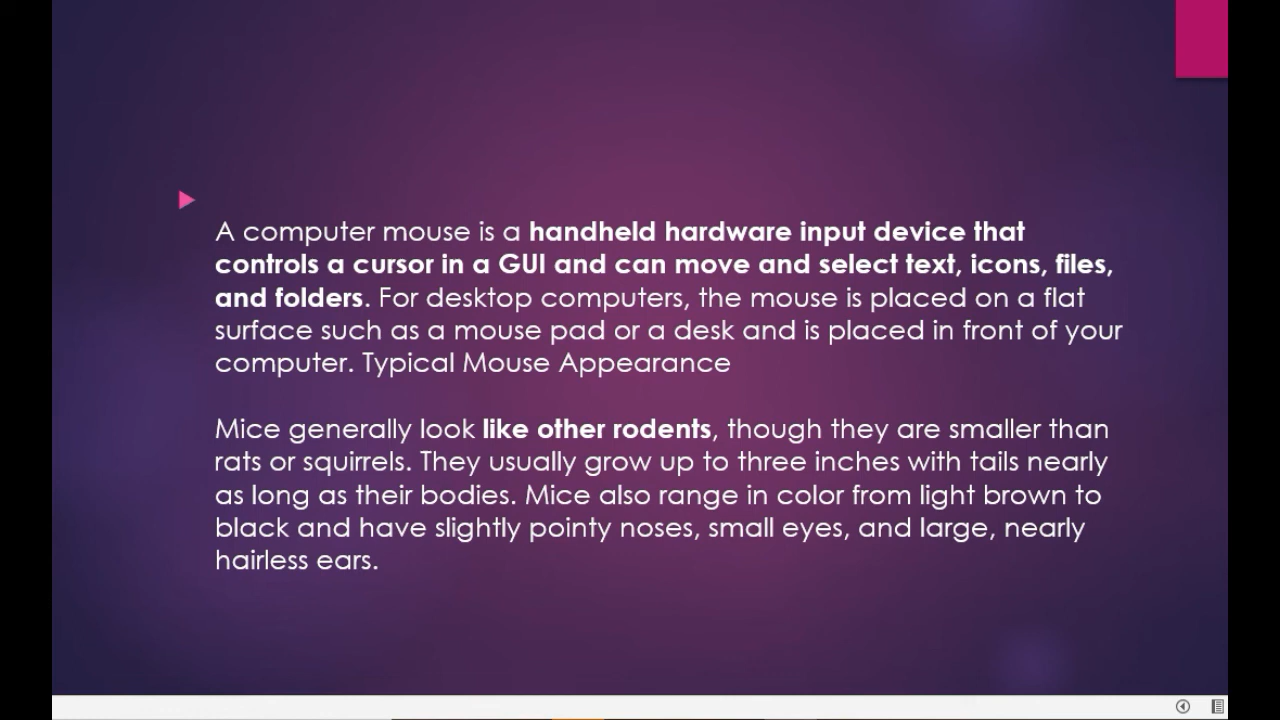 A computer mouse is a handheld hardware input device that
controls a cursor in a GUI and can move and select text, icons, files,
and folders. For desktop computers, the mouse is placed on a flat
surface such as a mouse pad or a desk and is placed in front of your
computer. Typical Mouse Appearance
Mice generally look like other rodents, though they are smaller than
rats or squirrels. They usually grow up to three inches with tails nearly
as long as their bodies. Mice also range in color from light brown to
black and have slightly pointy noses, small eyes, and large, nearly
hairless ears.